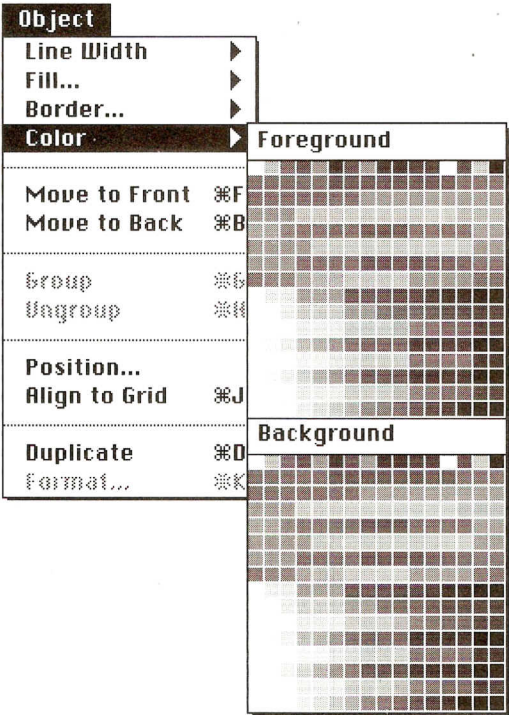 Object
Line Width
Fill...
Border...
Color
Move to Front ⌘F
Move to Back ⌘B
Group ⌘G
Ungroup ⌘H
Position...
Align to Grid ⌘J
Duplicate ⌘D
Format... ⌘K
Foreground
Background